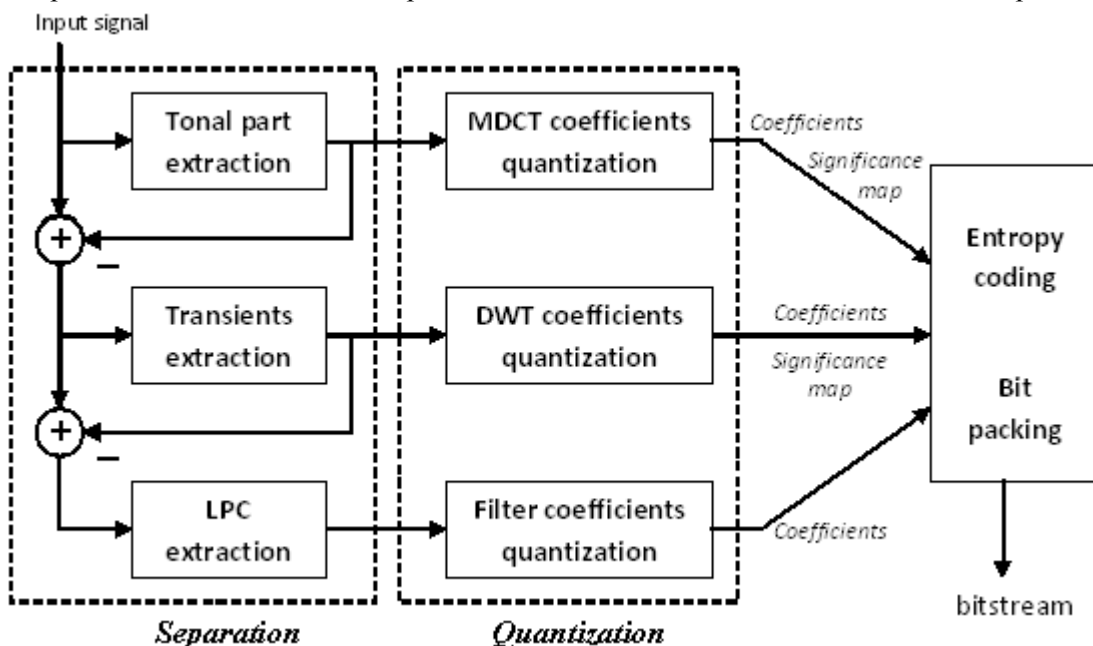 Input signal
Tonal part
extraction
MDCT coefficients
quantization
Coefficients
Significance
map
+
−
Transients
extraction
DWT coefficients
quantization
Coefficients
Significance
map
+
−
LPC
extraction
Filter coefficients
quantization
Coefficients
Entropy
coding
Bit
packing
bitstream
Separation
Quantization